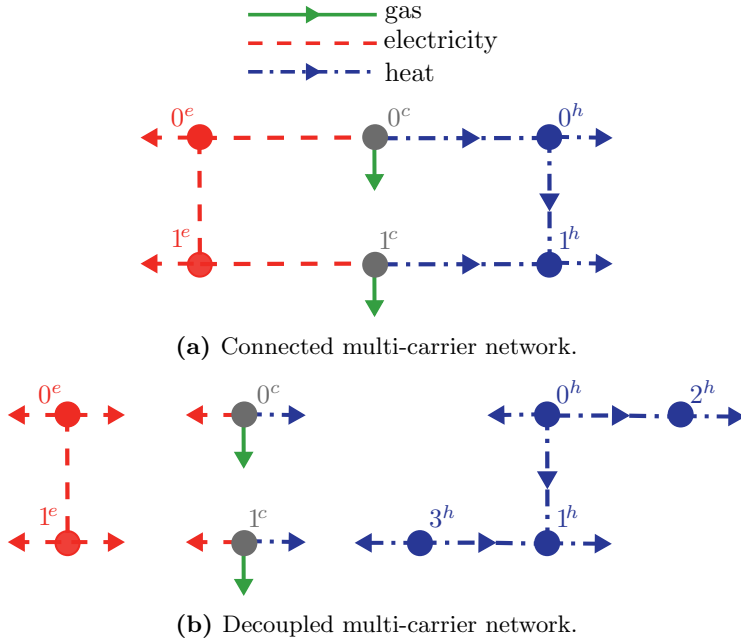 gas
electricity
heat
0^e 0^c 0^h
1^e 1^c 1^h
(a) Connected multi-carrier network.
0^e 0^c 0^h 2^h
1^e 1^c 3^h 1^h
(b) Decoupled multi-carrier network.